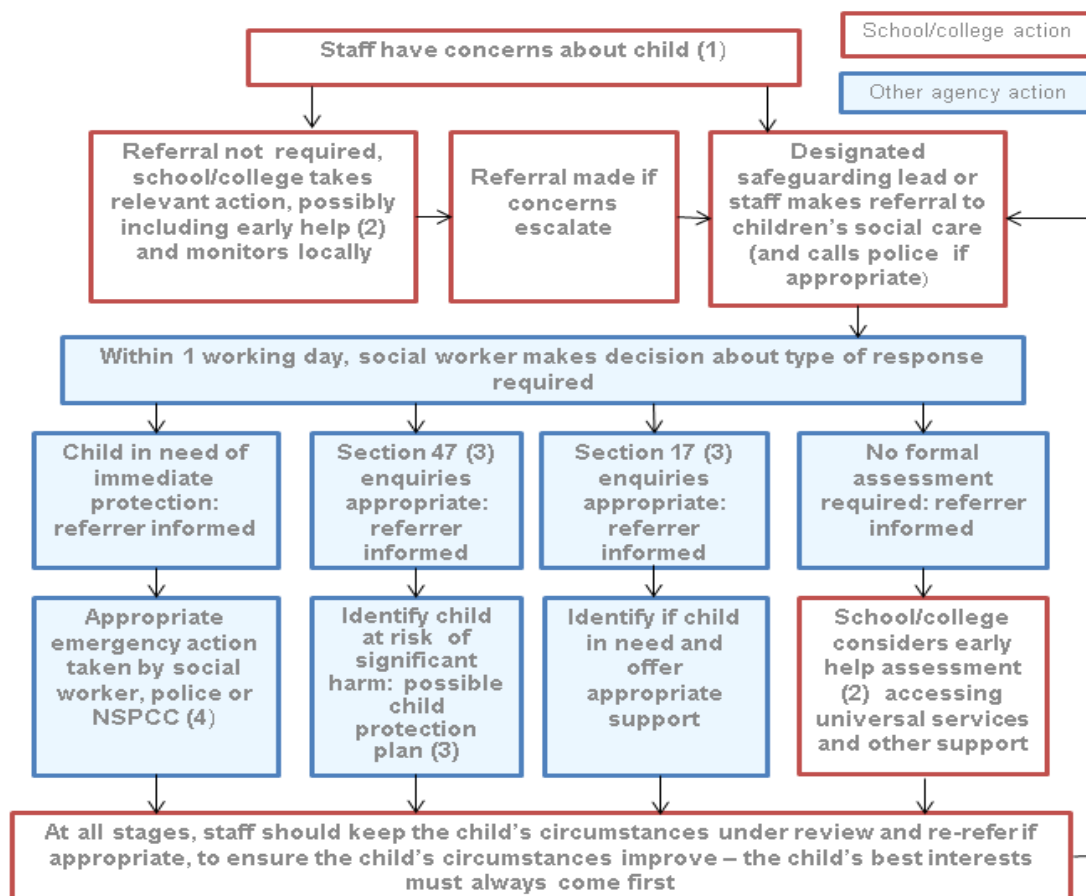 Staff have concerns about child (1)
School/college action
Other agency action
Referral not required,
school/college takes
relevant action, possibly
including early help (2)
and monitors locally
Referral made if
concerns
escalate
Designated
safeguarding lead or
staff makes referral to
children’s social care
(and calls police if
appropriate)
Within 1 working day, social worker makes decision about type of response
required
Child in need of
immediate
protection:
referrer informed
Section 47 (3)
enquiries
appropriate:
referrer
informed
Section 17 (3)
enquiries
appropriate:
referrer
informed
No formal
assessment
required: referrer
informed
Appropriate
emergency action
taken by social
worker, police or
NSPCC (4)
Identify child
at risk of
significant
harm: possible
child
protection
plan (3)
Identify if child
in need and
offer
appropriate
support
School/college
considers early
help assessment
(2) accessing
universal services
and other support
At all stages, staff should keep the child’s circumstances under review and re-refer if
appropriate, to ensure the child’s circumstances improve – the child’s best interests
must always come first